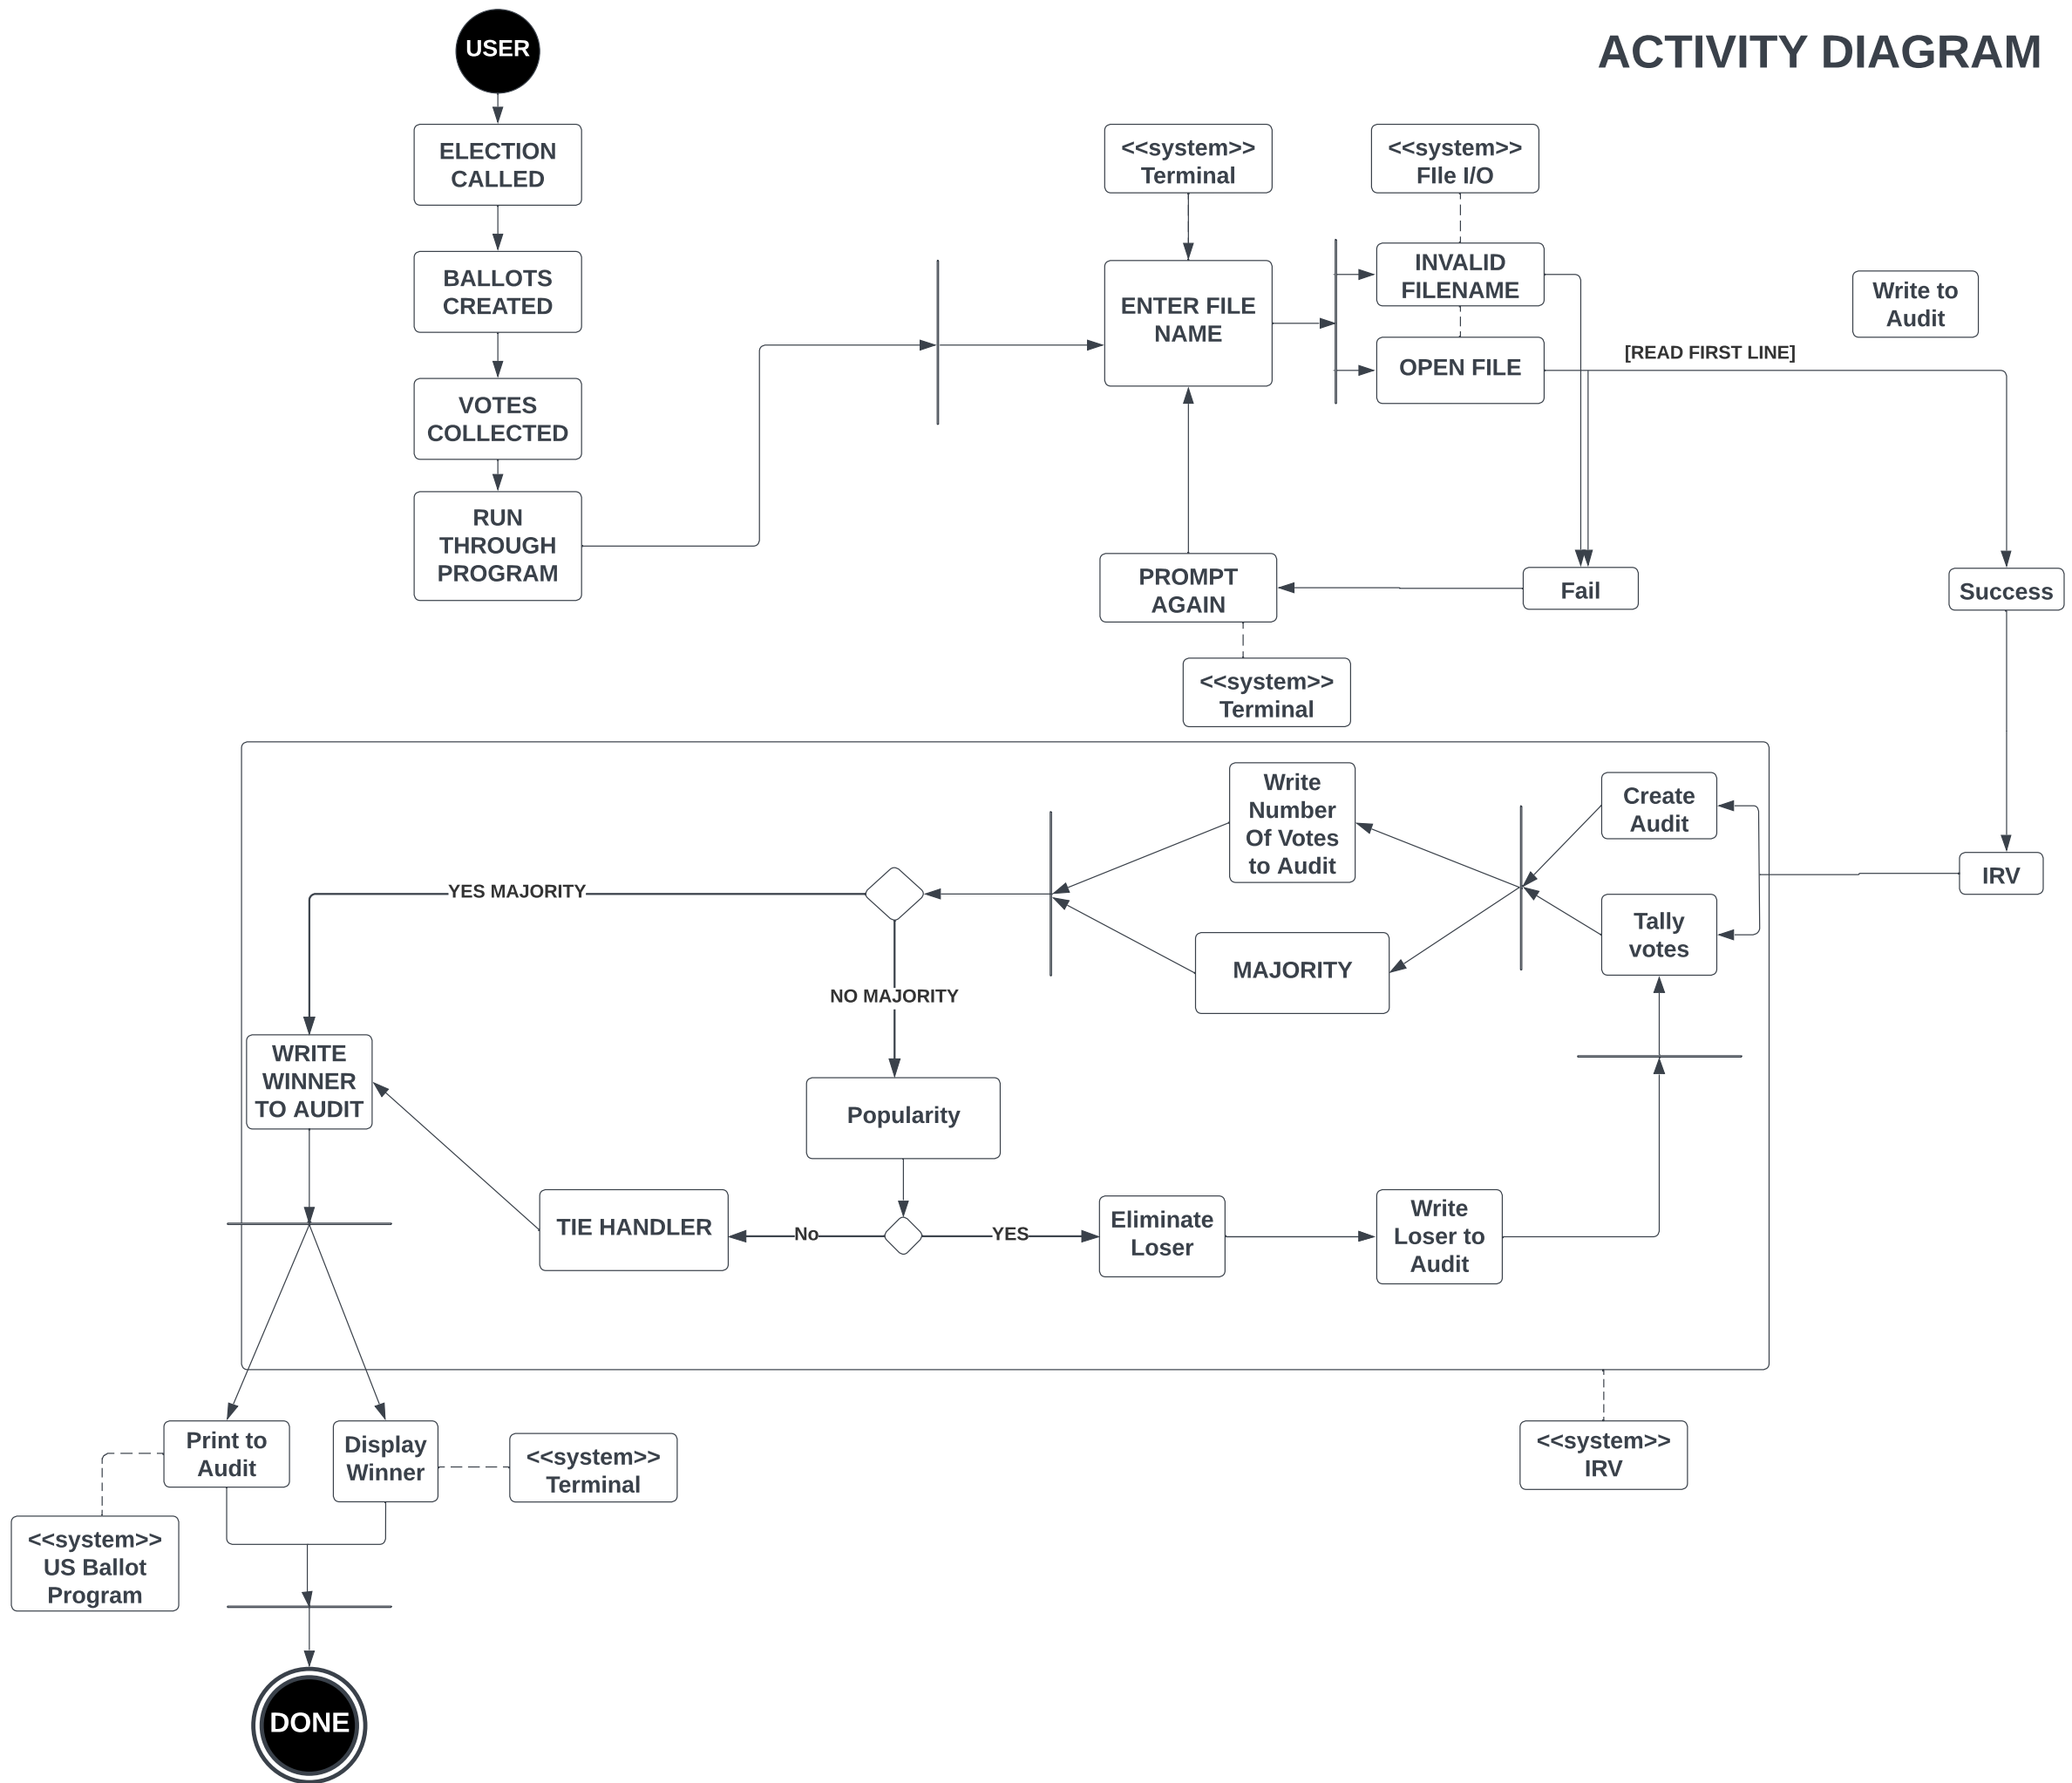 USER
ACTIVITY DIAGRAM
ELECTION
CALLED
<<system>>
Terminal
<<system>>
FIle I/O
BALLOTS
CREATED
ENTER FILE
NAME
INVALID
FILENAME
Write to
Audit
OPEN FILE
[READ FIRST LINE]
VOTES
COLLECTED
RUN
THROUGH
PROGRAM
PROMPT
AGAIN
Fail
Success
<<system>>
Terminal
Write
Number
Of Votes
to Audit
Create
Audit
IRV
YES MAJORITY
Tally
votes
MAJORITY
NO MAJORITY
WRITE
WINNER
TO AUDIT
Popularity
TIE HANDLER
No
YES
Eliminate
Loser
Write
Loser to
Audit
Print to
Audit
Display
Winner
<<system>>
Terminal
<<system>>
IRV
<<system>>
US Ballot
Program
DONE